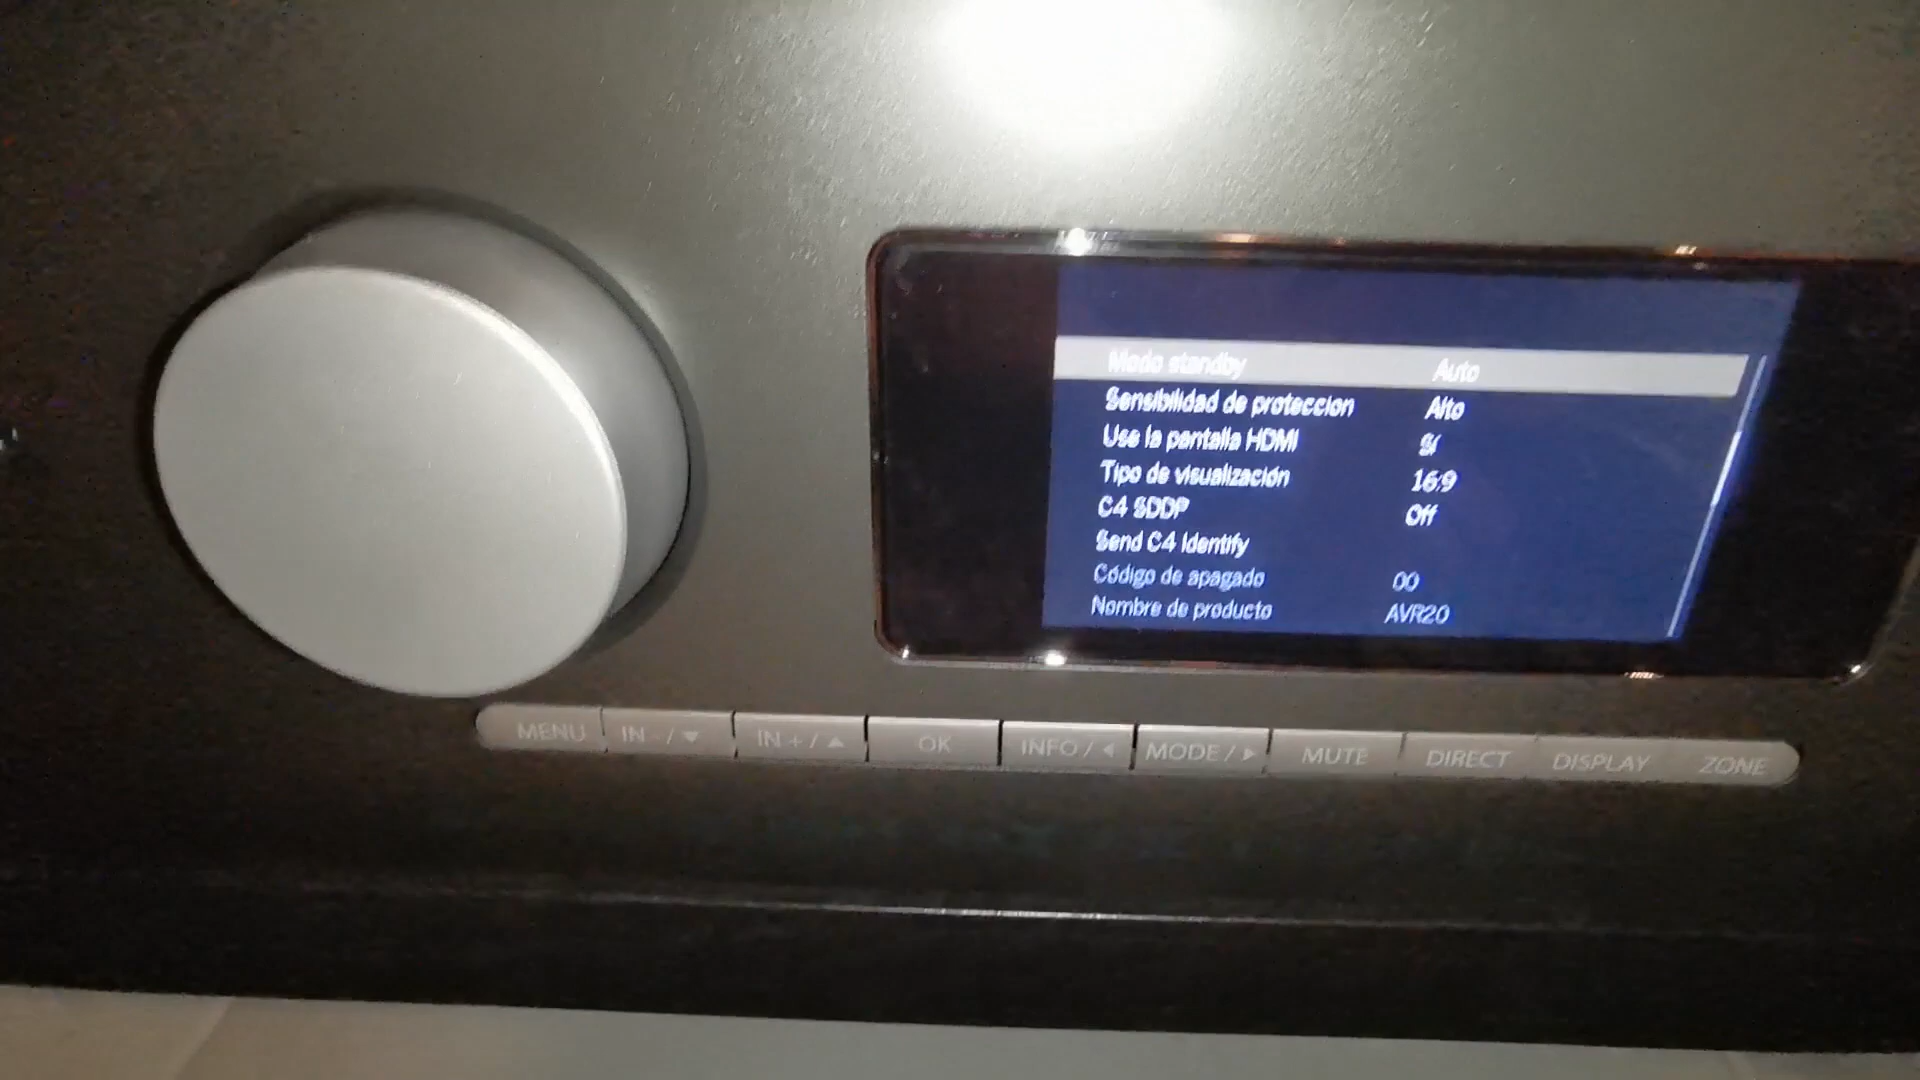 Modo standby Auto
Sensibilidad de proteccion Alto
Use la pantalla HDMI Sí
Tipo de visualización 16:9
C4 SDDP Off
Send C4 Identify
Código de apagado 00
Nombre de producto AVR20
MENU IN - / ▼ IN + / ▲ OK INFO / ◀ MODE / ▶ MUTE DIRECT DISPLAY ZONE